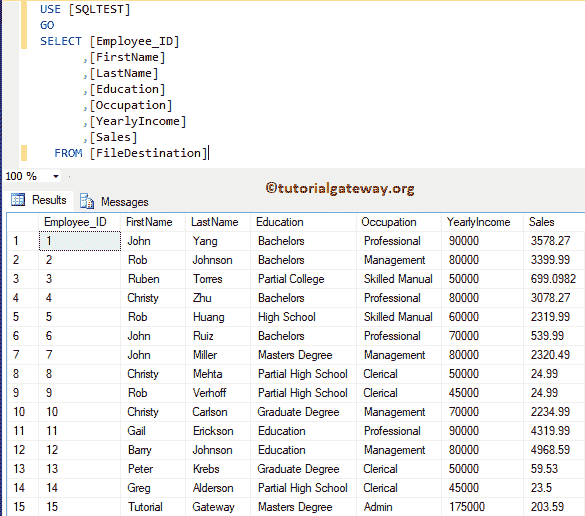 USE [SQLTEST]
GO
SELECT [Employee_ID]
,[FirstName]
,[LastName]
,[Education]
,[Occupation]
,[YearlyIncome]
,[Sales]
FROM [FileDestination]
100 %
©tutorialgateway.org
Results Messages
Employee_ID FirstName LastName Education Occupation YearlyIncome Sales
1 1 John Yang Bachelors Professional 90000 3578.27
2 2 Rob Johnson Bachelors Management 80000 3399.99
3 3 Ruben Torres Partial College Skilled Manual 50000 699.0982
4 4 Christy Zhu Bachelors Professional 80000 3078.27
5 5 Rob Huang High School Skilled Manual 60000 2319.99
6 6 John Ruiz Bachelors Professional 70000 539.99
7 7 John Miller Masters Degree Management 80000 2320.49
8 8 Christy Mehta Partial High School Clerical 50000 24.99
9 9 Rob Verhoff Partial High School Clerical 45000 24.99
10 10 Christy Carlson Graduate Degree Management 70000 2234.99
11 11 Gail Erickson Education Professional 90000 4319.99
12 12 Barry Johnson Education Management 80000 4968.59
13 13 Peter Krebs Graduate Degree Clerical 50000 59.53
14 14 Greg Alderson Partial High School Clerical 45000 23.5
15 15 Tutorial Gateway Masters Degree Admin 175000 203.59